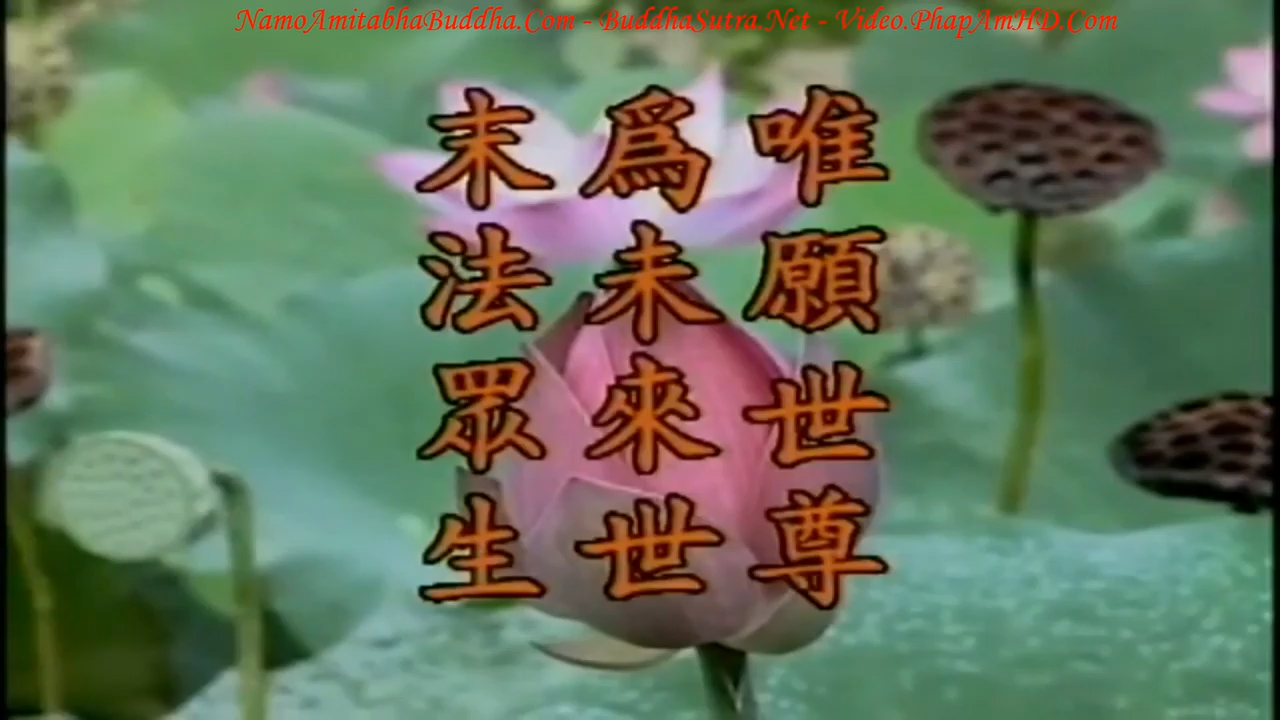 NamoAmitabhaBuddha.Com - BuddhaSutra.Net - Video.PhapAmHD.Com
唯願世尊
爲未來世
末法眾生